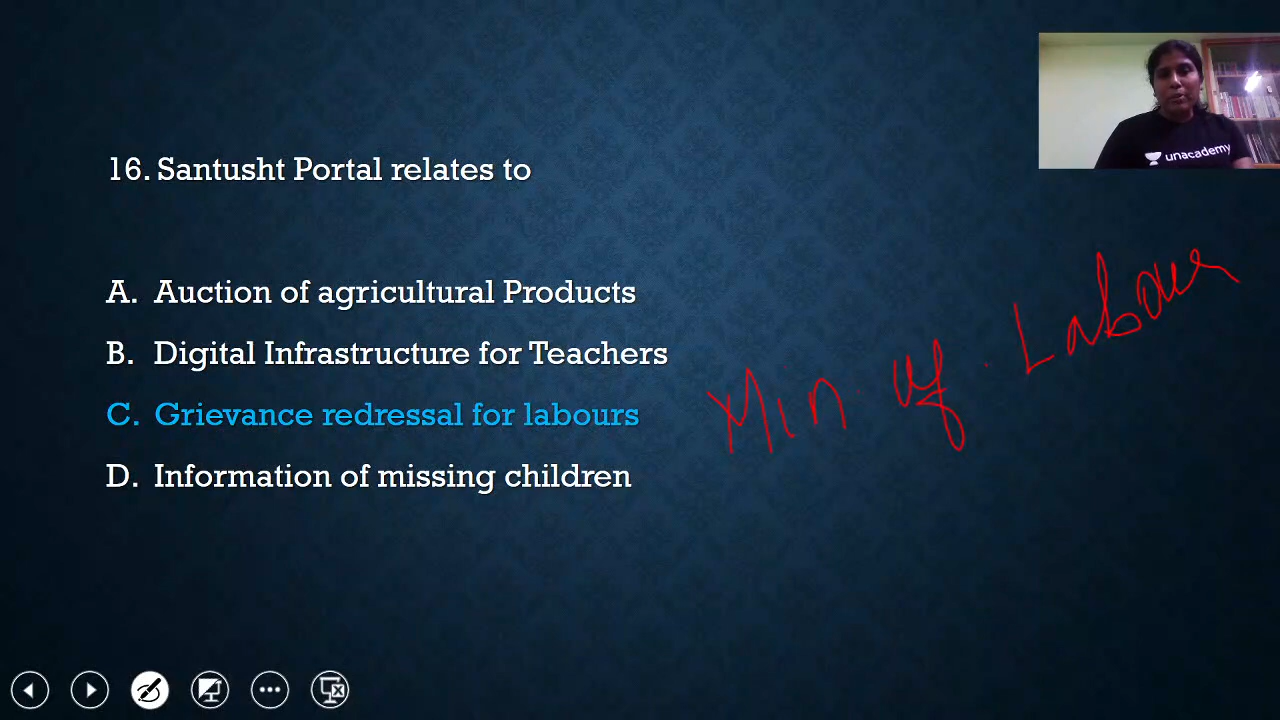 unacademy
16. Santusht Portal relates to
A. Auction of agricultural Products
B. Digital Infrastructure for Teachers
C. Grievance redressal for labours
D. Information of missing children
Min. of. Labour